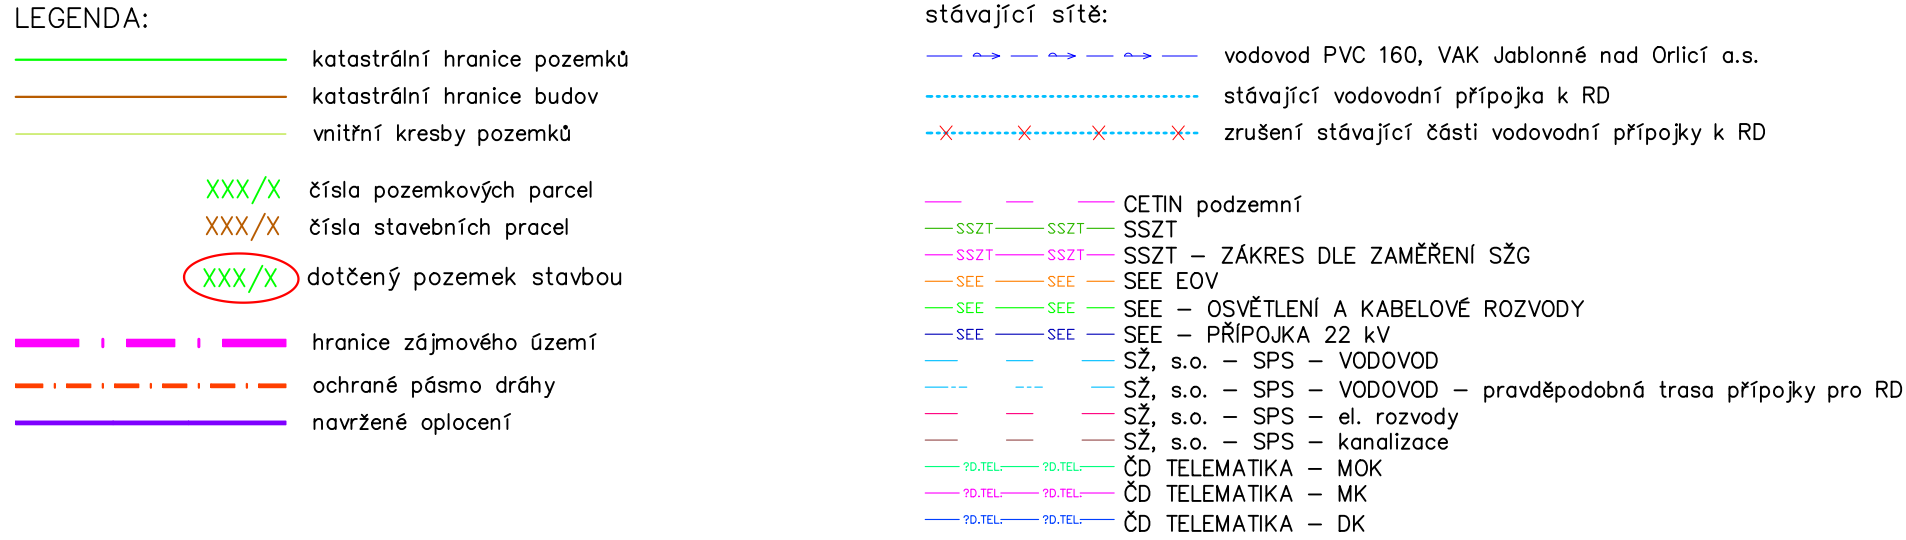 LEGENDA:
katastrální hranice pozemků
katastrální hranice budov
vnitřní kresby pozemků
XXX/X čísla pozemkových parcel
XXX/X čísla stavebních pracel
XXX/X dotčený pozemek stavbou
hranice zájmového území
ochrané pásmo dráhy
navržené oplocení
stávající sítě:
vodovod PVC 160, VAK Jablonné nad Orlicí a.s.
stávající vodovodní přípojka k RD
zrušení stávající části vodovodní přípojky k RD
CETIN podzemní
SSZT SSZT SSZT
SSZT SSZT SSZT – ZÁKRES DLE ZAMĚŘENÍ SŽG
SEE SEE SEE EOV
SEE SEE SEE – OSVĚTLENÍ A KABELOVÉ ROZVODY
SEE SEE SEE – PŘÍPOJKA 22 kV
SŽ, s.o. – SPS – VODOVOD
SŽ, s.o. – SPS – VODOVOD – pravděpodobná trasa přípojky pro RD
SŽ, s.o. – SPS – el. rozvody
SŽ, s.o. – SPS – kanalizace
?D.TEL. ?D.TEL. ČD TELEMATIKA – MOK
?D.TEL. ?D.TEL. ČD TELEMATIKA – MK
?D.TEL. ?D.TEL. ČD TELEMATIKA – DK